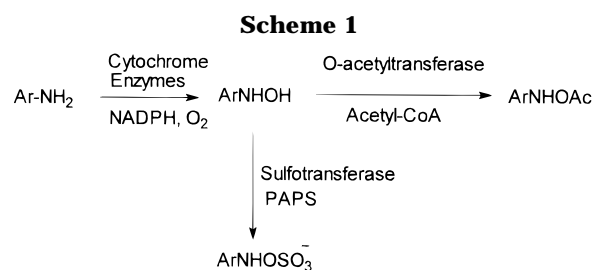 Scheme 1
Cytochrome
Enzymes
O-acetyltransferase
Ar-NH₂
ArNHOH
ArNHOAc
NADPH, O₂
Acetyl-CoA
Sulfotransferase
PAPS
ArNHOSO₃⁻